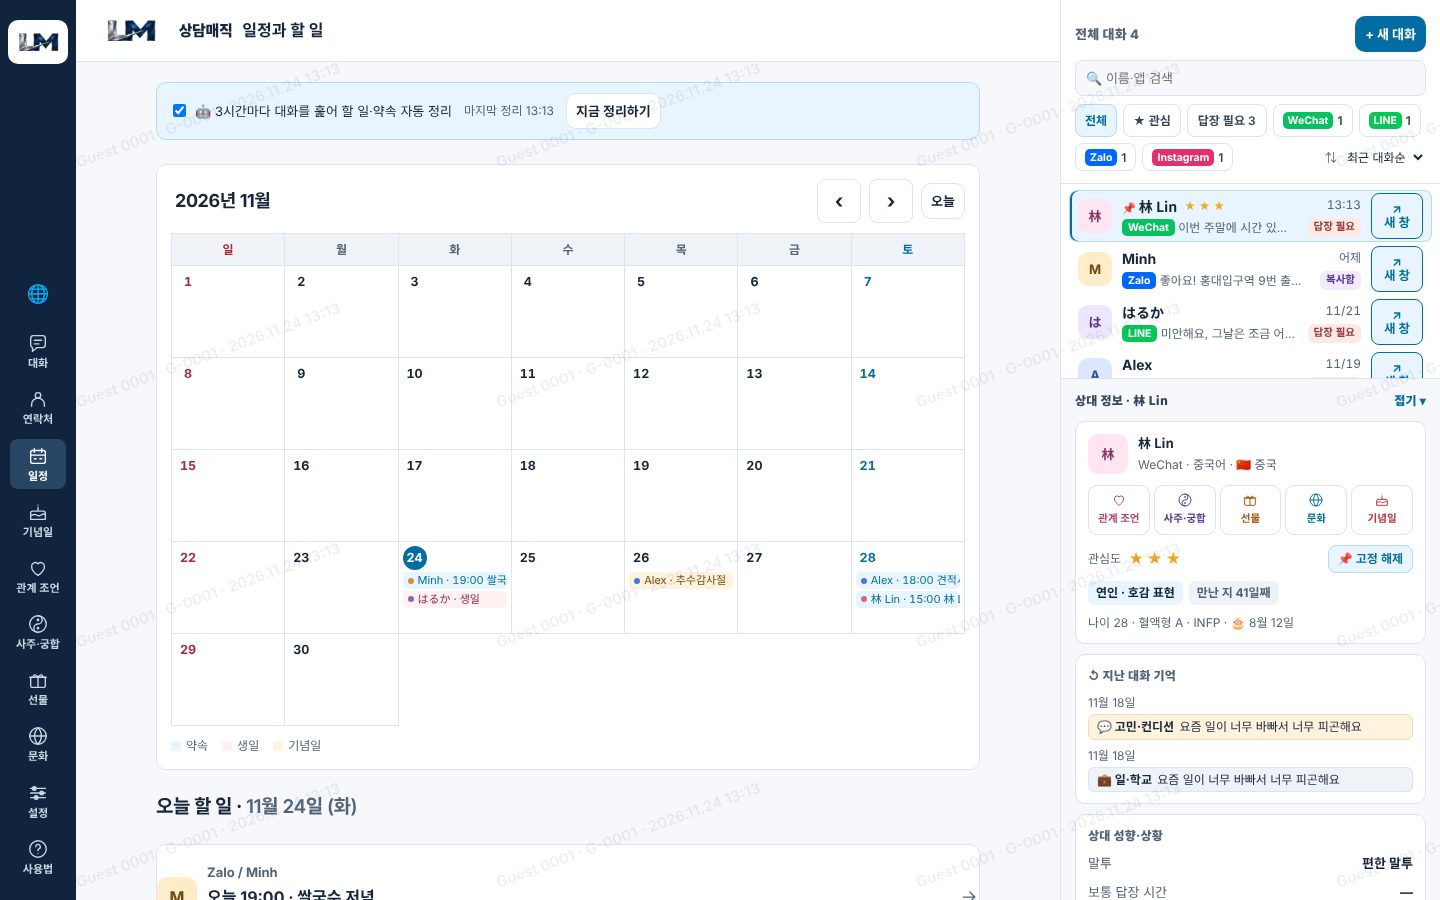 LM
대화
연락처
일정
기념일
관계 조언
사주·궁합
선물
문화
설정
사용법
LM 상담매직 일정과 할 일
🤖 3시간마다 대화를 훑어 할 일·약속 자동 정리 마지막 정리 13:13 지금 정리하기
2026년 11월
‹ › 오늘
일 월 화 수 목 금 토
1 2 3 4 5 6 7
8 9 10 11 12 13 14
15 16 17 18 19 20 21
22 23 24 25 26 27 28
Minh · 19:00 쌀국
はるか · 생일
Alex · 추수감사절
Alex · 18:00 견적
林 Lin · 15:00 林
29 30
약속 생일 기념일
오늘 할 일 · 11월 24일 (화)
Zalo / Minh
M 오늘 19:00 · 쌀국수 저녁 →
전체 대화 4
+ 새 대화
🔍 이름·앱 검색
전체 ★ 관심 답장 필요 3 WeChat 1 LINE 1
Zalo 1 Instagram 1 ↑↓ 최근 대화순
林 📌 林 Lin ★ ★ ★ 13:13
WeChat 이번 주말에 시간 있... 답장 필요
↗ 새 창
M Minh 어제
Zalo 좋아요! 홍대입구역 9번 출... 복사함
↗ 새 창
は はるか 11/21
LINE 미안해요, 그날은 조금 어... 답장 필요
↗ 새 창
A Alex 11/19
상대 정보 · 林 Lin 접기 ▾
林 林 Lin
WeChat · 중국어 · 🇨🇳 중국
관계 조언 사주·궁합 선물 문화 기념일
관심도 ★ ★ ★ 📌 고정 해제
연인 · 호감 표현 만난 지 41일째
나이 28 · 혈액형 A · INFP · 🎂 8월 12일
지난 대화 기억
11월 18일
💬 고민·컨디션 요즘 일이 너무 바빠서 너무 피곤해요
11월 18일
💼 일·학교 요즘 일이 너무 바빠서 너무 피곤해요
상대 성향·상황
말투 편한 말투
보통 답장 시간 —
Guest 0001 · G-0001 · 2026.11.24 13:13